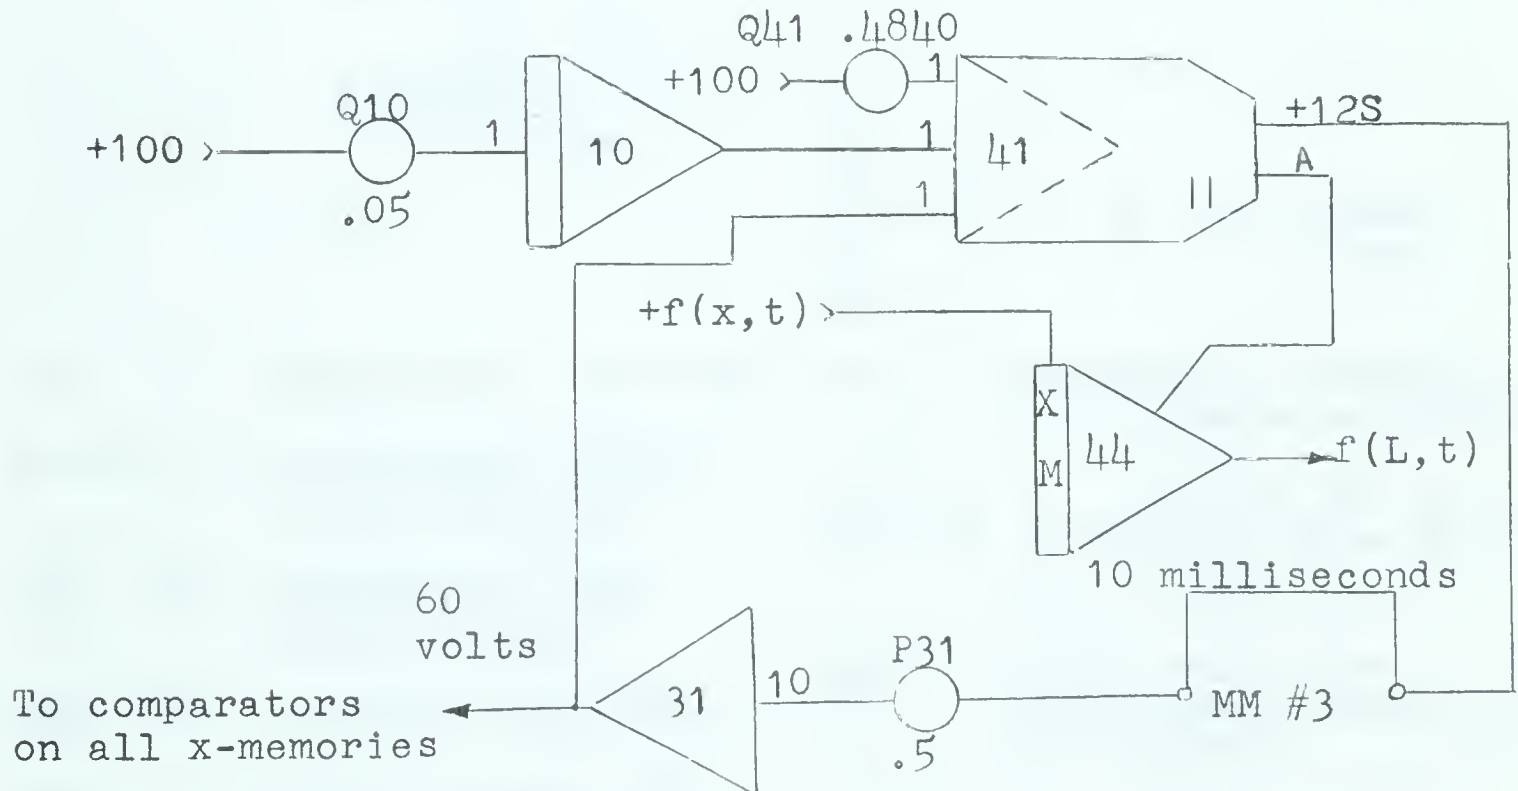 Q41 .4840
+100
1
Q10
+100
1
10
1
41
+12S
A
.05
1
11
+f(x,t)
X
M
44
f(L,t)
10 milliseconds
60
volts
P31
10
31
MM #3
To comparators
on all x-memories
.5